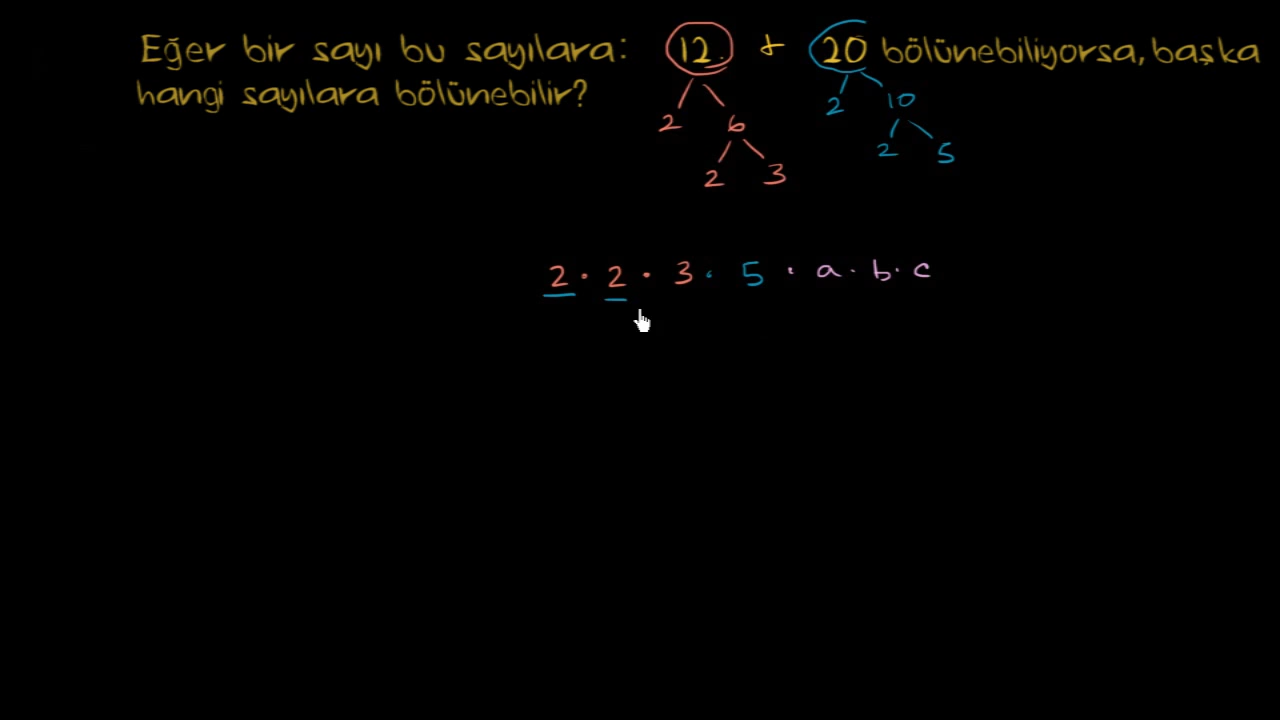 Eğer bir sayı bu sayılara: 12 + 20 bölünebiliyorsa, başka
hangi sayılara bölünebilir?
2 10
2 6
2 5
2 3
2 · 2 · 3 · 5 · a · b · c